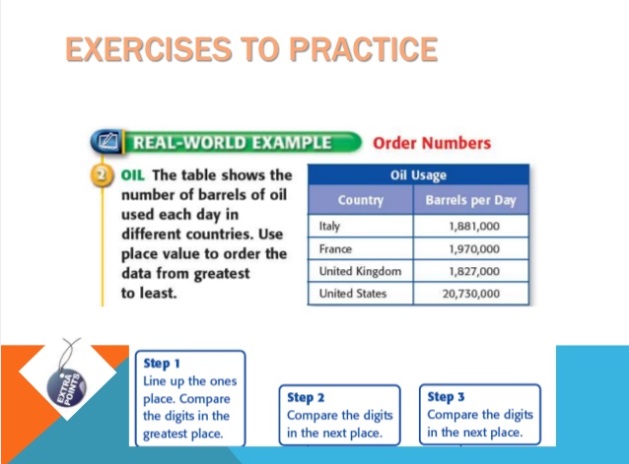 EXERCISES TO PRACTICE
REAL-WORLD EXAMPLE
Order Numbers
2 OIL The table shows the
number of barrels of oil
used each day in
different countries. Use
place value to order the
data from greatest
to least.
Oil Usage
Country Barrels per Day
Italy 1,881,000
France 1,970,000
United Kingdom 1,827,000
United States 20,730,000
EXTRA
POINTS
Step 1
Line up the ones
place. Compare
the digits in the
greatest place.
Step 2
Compare the digits
in the next place.
Step 3
Compare the digits
in the next place.